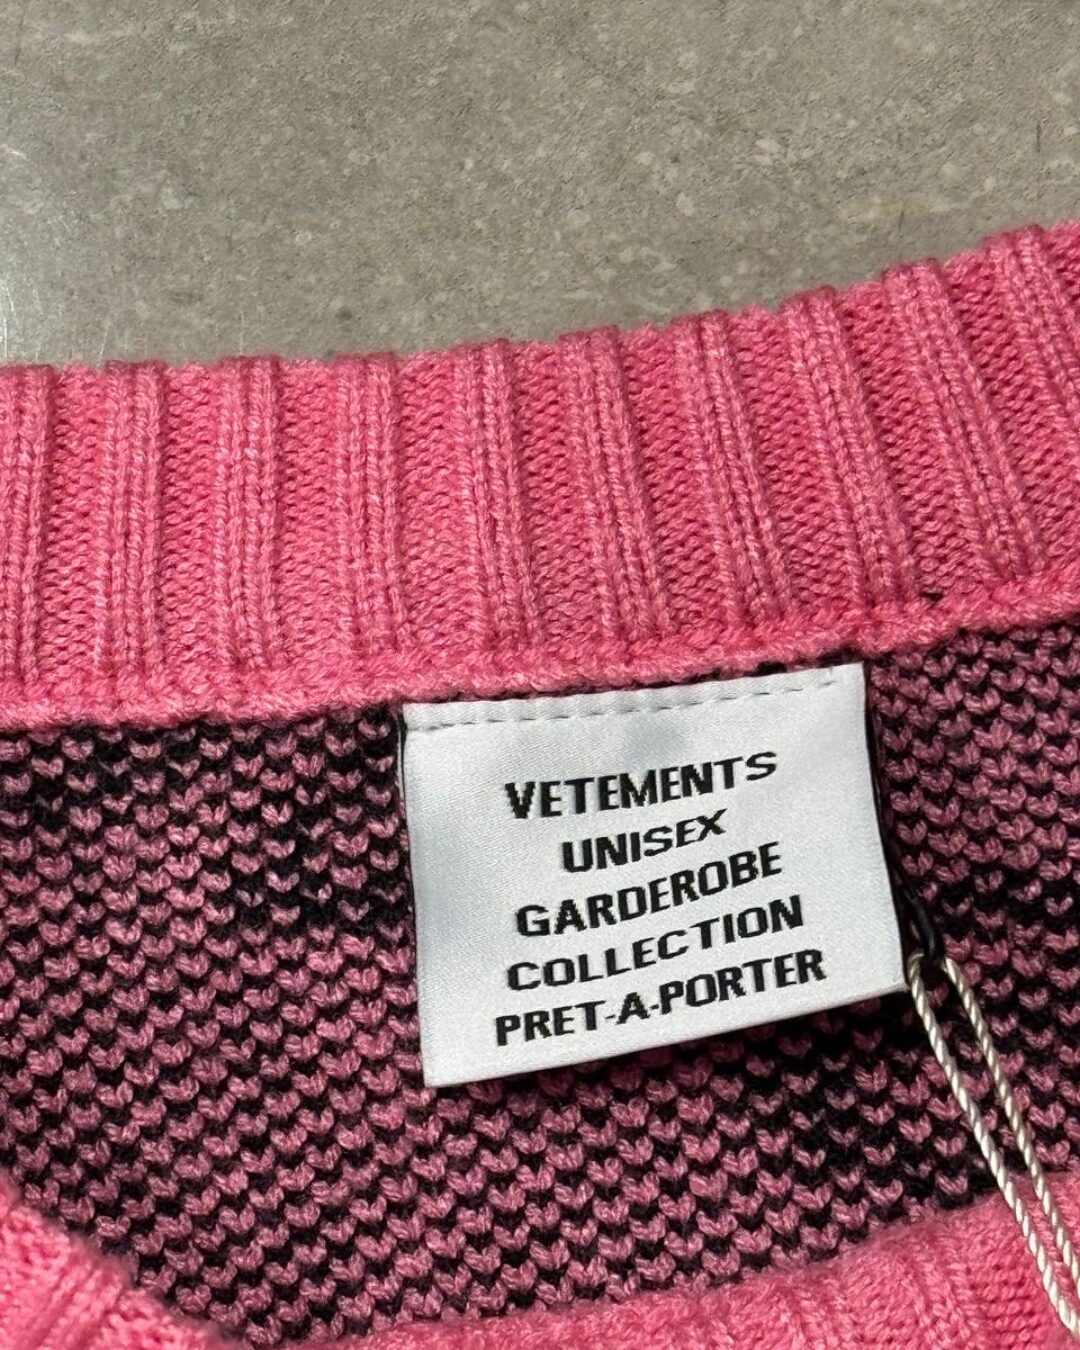 VETEMENTS
UNISEX
GARDEROBE
COLLECTION
PRET-A-PORTER